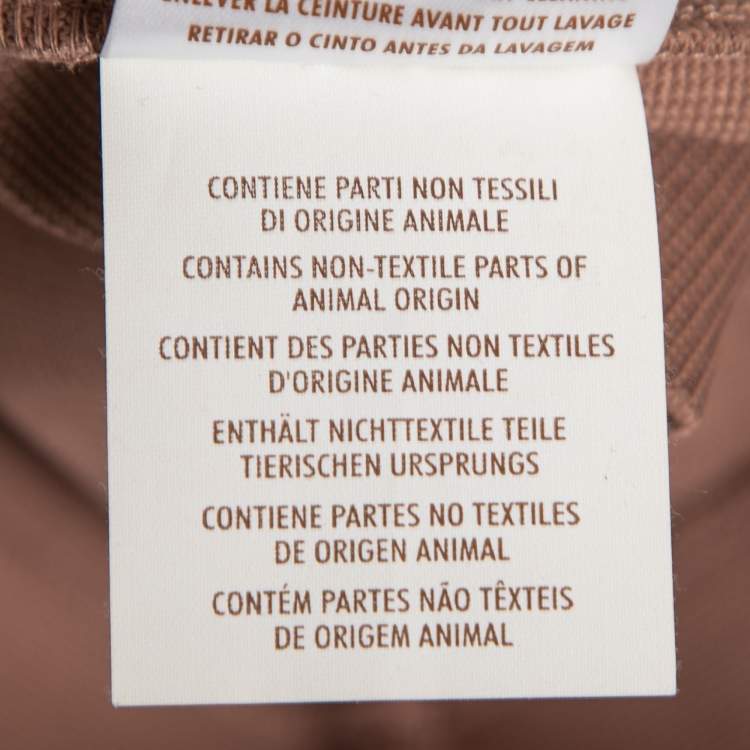 ENLEVER LA CEINTURE AVANT TOUT LAVAGE
RETIRAR O CINTO ANTES DA LAVAGEM
CONTIENE PARTI NON TESSILI
DI ORIGINE ANIMALE
CONTAINS NON-TEXTILE PARTS OF
ANIMAL ORIGIN
CONTIENT DES PARTIES NON TEXTILES
D'ORIGINE ANIMALE
ENTHÄLT NICHTTEXTILE TEILE
TIERISCHEN URSPRUNGS
CONTIENE PARTES NO TEXTILES
DE ORIGEN ANIMAL
CONTÉM PARTES NÃO TÊXTEIS
DE ORIGEM ANIMAL